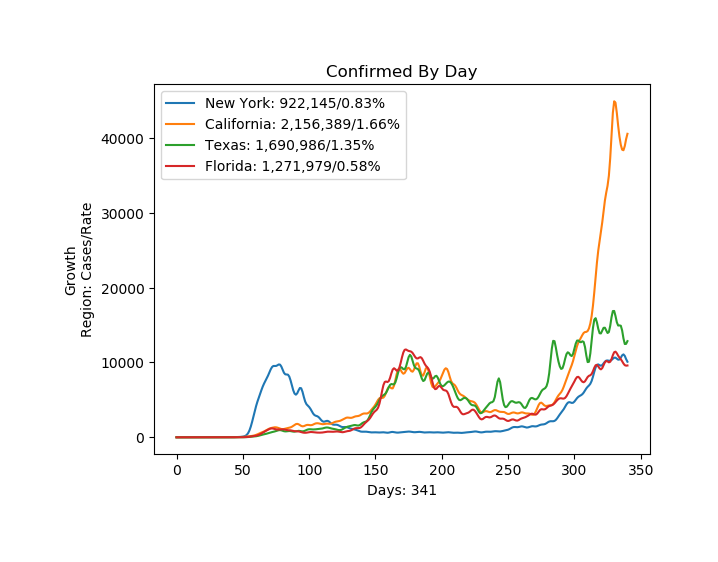 Confirmed By Day
New York: 922,145/0.83%
California: 2,156,389/1.66%
Texas: 1,690,986/1.35%
Florida: 1,271,979/0.58%
Growth
Region: Cases/Rate
40000
30000
20000
10000
0
0 50 100 150 200 250 300 350
Days: 341